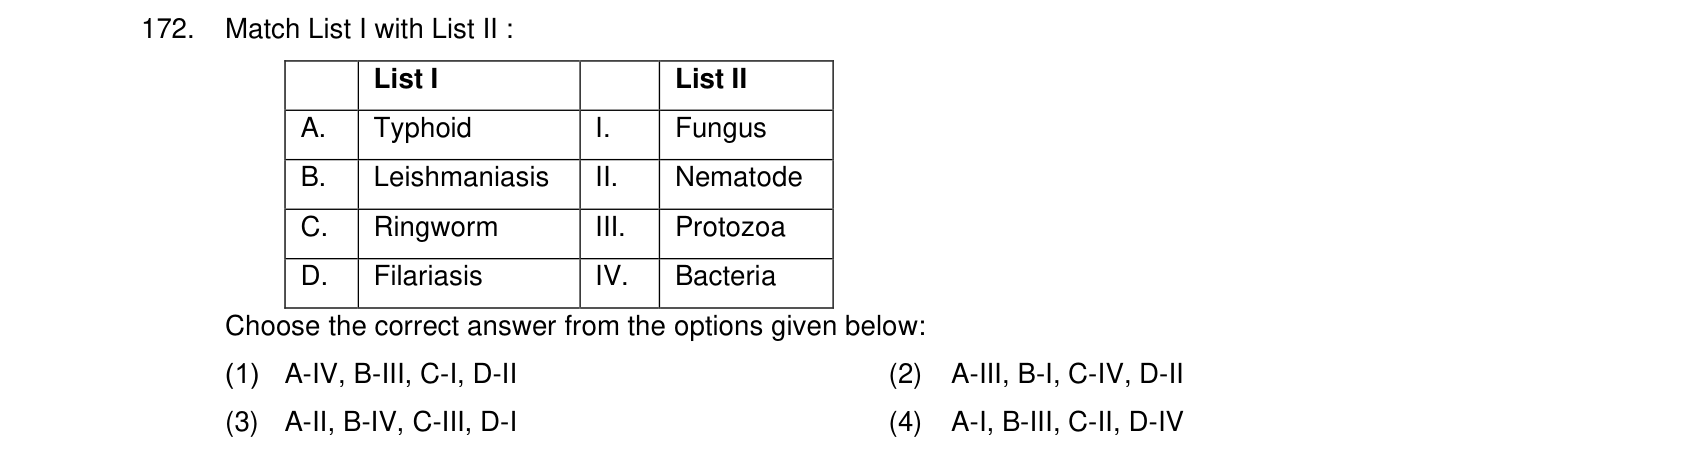 172. Match List I with List II :
List I List II
A. Typhoid I. Fungus
B. Leishmaniasis II. Nematode
C. Ringworm III. Protozoa
D. Filariasis IV. Bacteria
Choose the correct answer from the options given below:
(1) A-IV, B-III, C-I, D-II (2) A-III, B-I, C-IV, D-II
(3) A-II, B-IV, C-III, D-I (4) A-I, B-III, C-II, D-IV